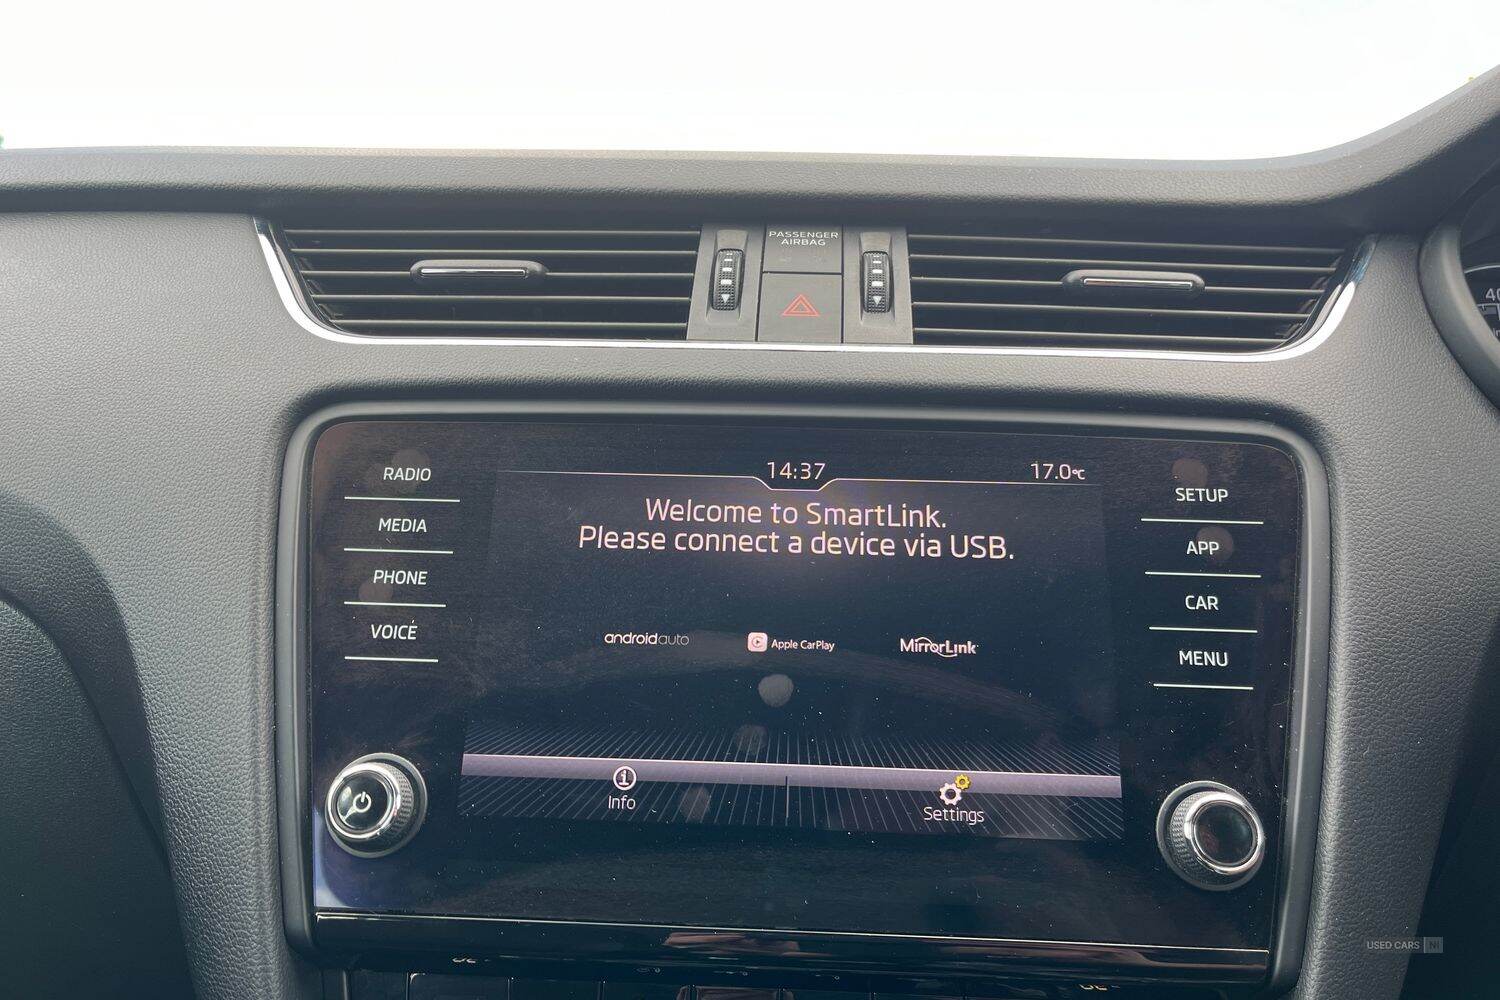 PASSENGER
AIRBAG
40
RADIO
MEDIA
PHONE
VOICE
14:37
17.0°C
Welcome to SmartLink.
Please connect a device via USB.
androidauto
Apple CarPlay
MirrorLink
Info
Settings
SETUP
APP
CAR
MENU
USED CARS NI